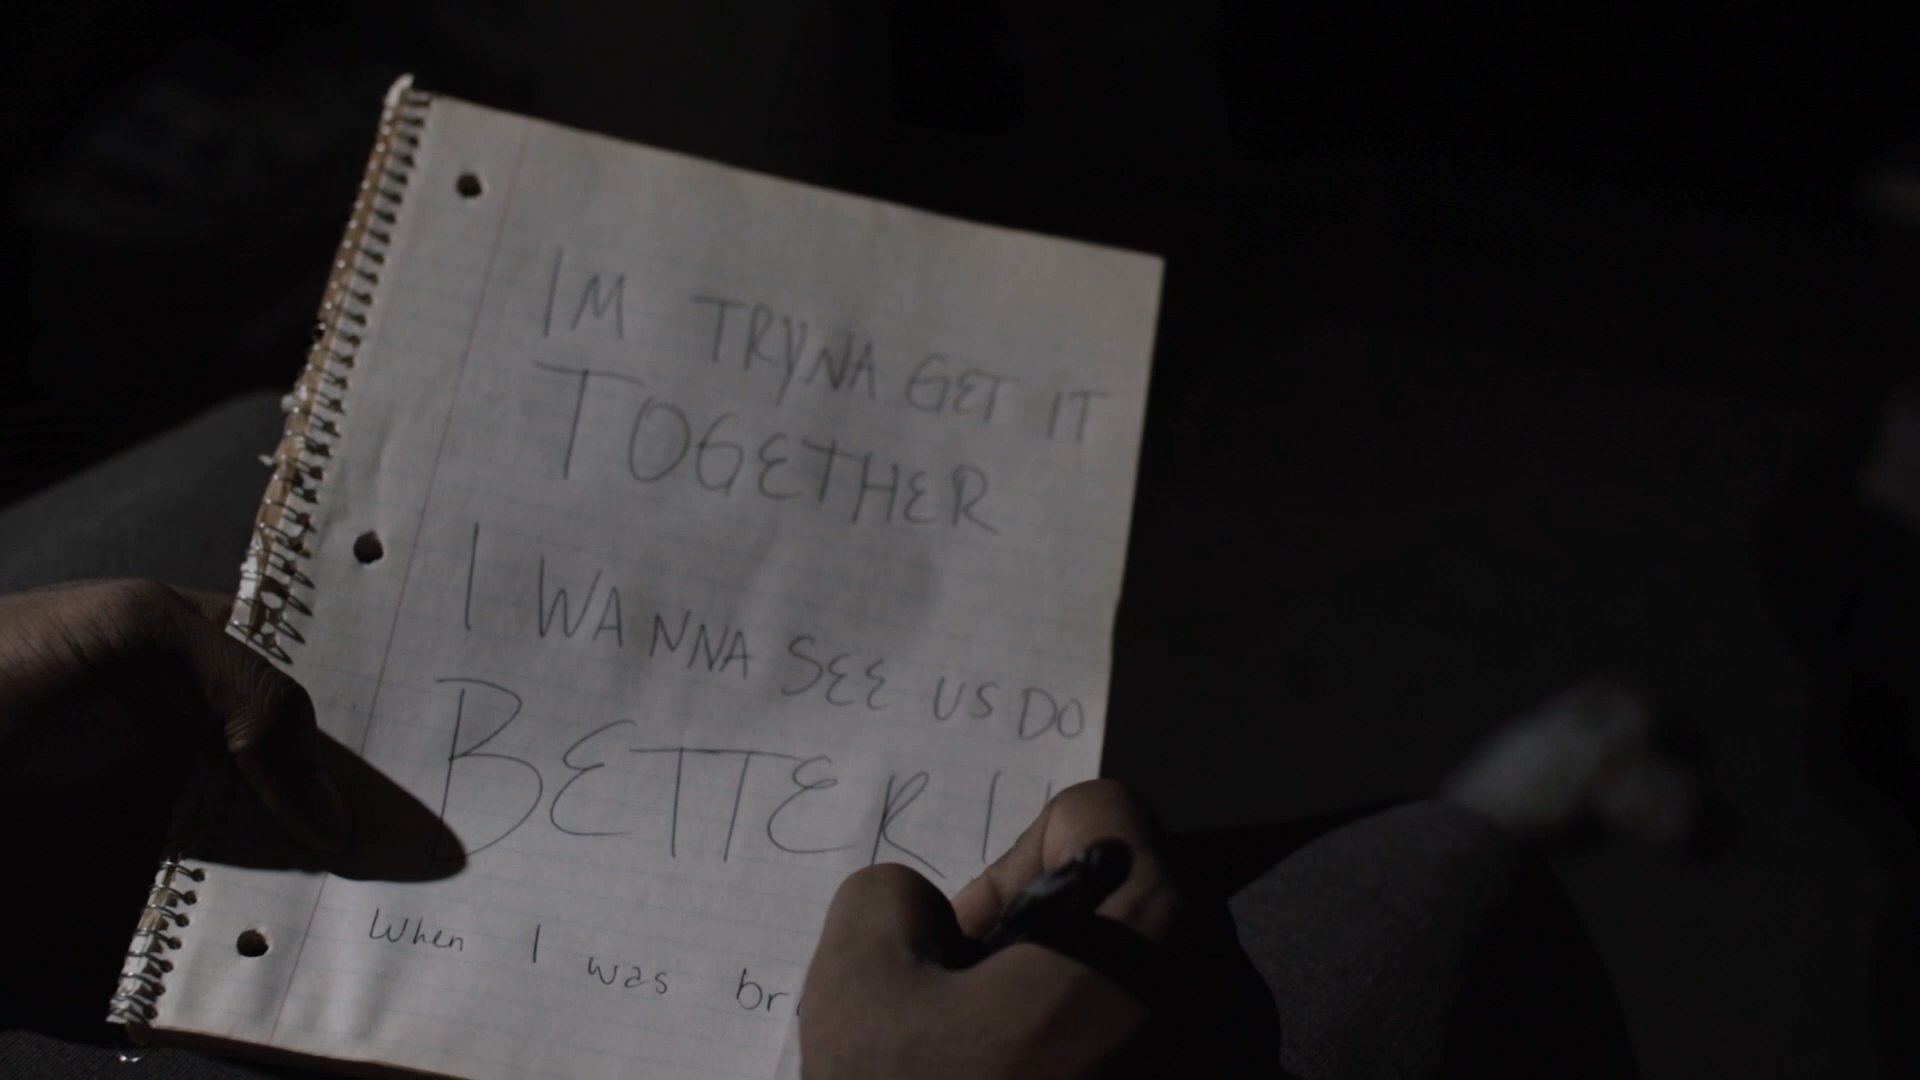 IM TRYNA GET IT
TOGETHER
I WANNA SEE US DO
BETTER!!
When I was